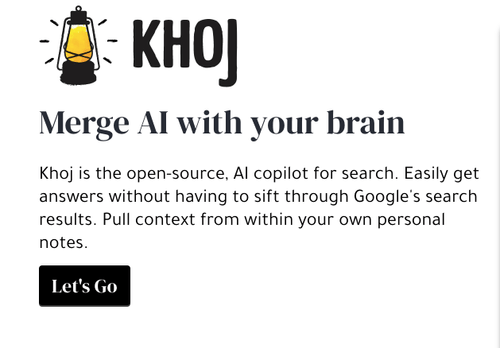 KHOJ
Merge AI with your brain
Khoj is the open-source, AI copilot for search. Easily get
answers without having to sift through Google's search
results. Pull context from within your own personal
notes.
Let's Go